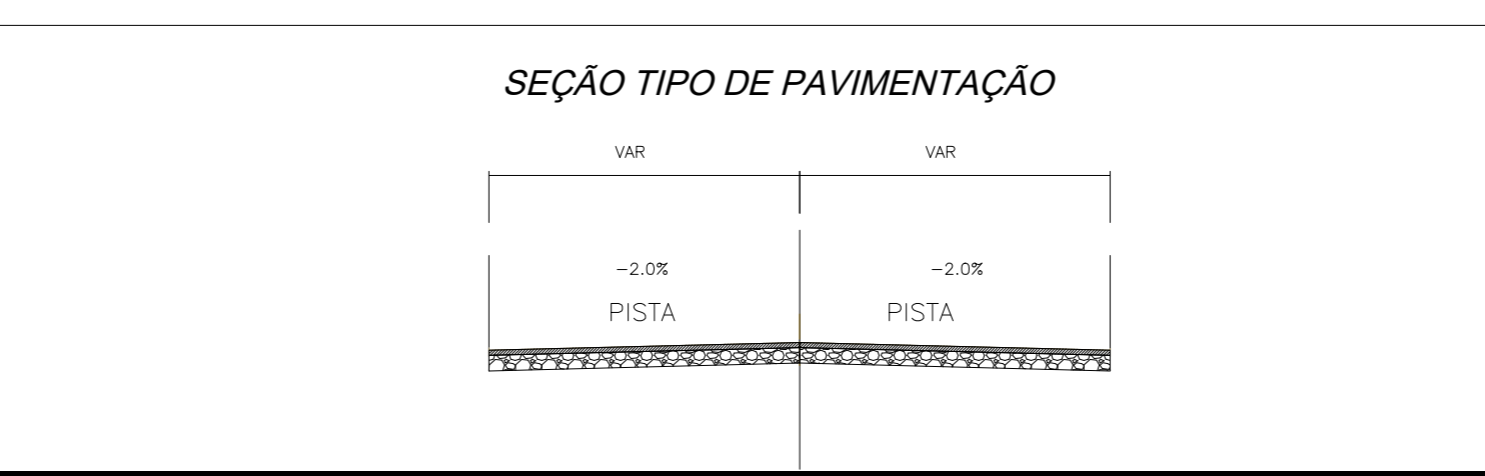 SEÇÃO TIPO DE PAVIMENTAÇÃO
VAR VAR
-2.0% -2.0%
PISTA PISTA